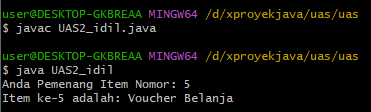 user@DESKTOP-GKBREAA MINGW64 /d/xproyekjava/uas/uas
$ javac UAS2_idil.java
user@DESKTOP-GKBREAA MINGW64 /d/xproyekjava/uas/uas
$ java UAS2_idil
Anda Pemenang Item Nomor: 5
Item ke-5 adalah: Voucher Belanja